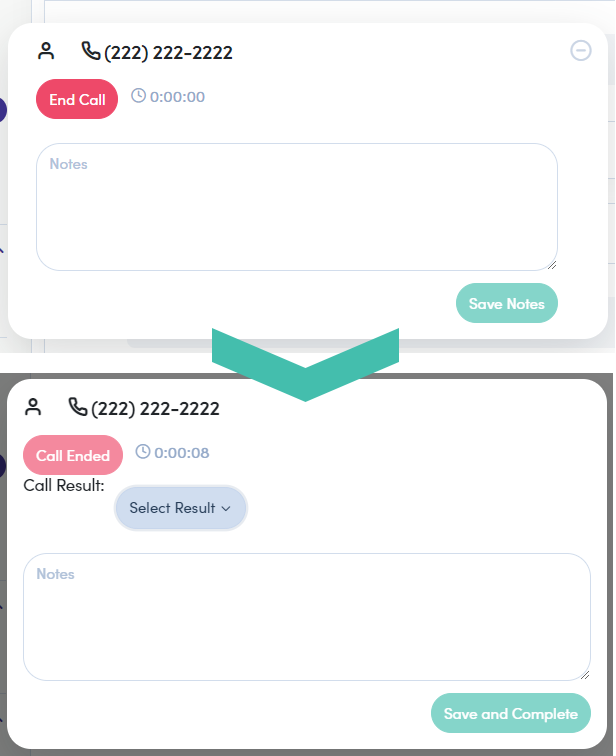 (222) 222-2222
End Call 0:00:00
Notes
Save Notes
(222) 222-2222
Call Ended 0:00:08
Call Result:
Select Result
Notes
Save and Complete